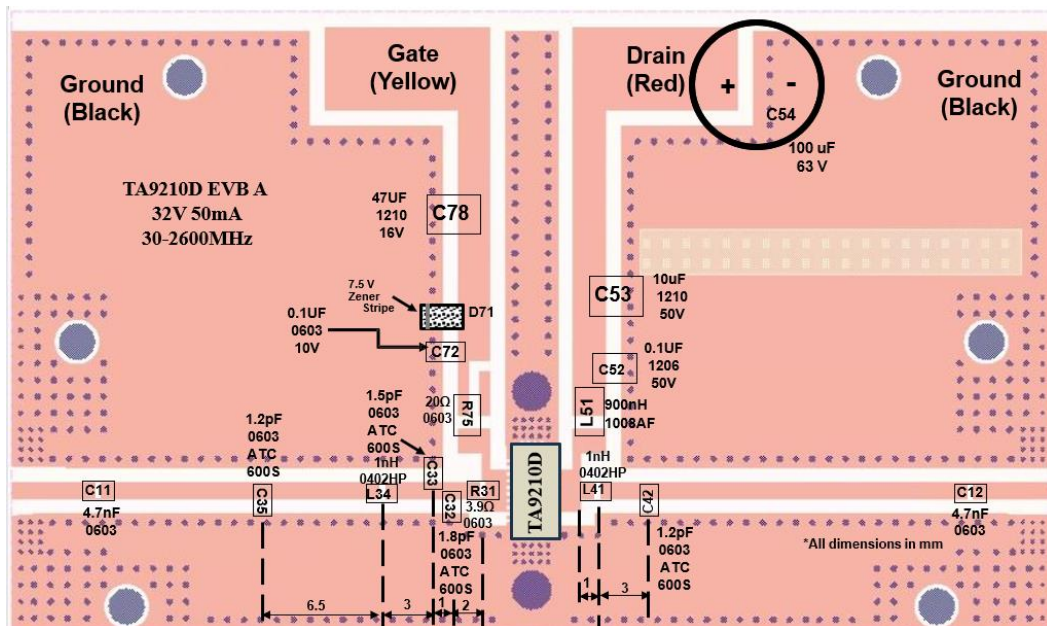 Ground
(Black)
Gate
(Yellow)
Drain
(Red)
+ -
C54
Ground
(Black)
100 uF
63 V
TA9210D EVB A
32V 50mA
30-2600MHz
47UF
1210
16V
C78
7.5 V
Zener
Stripe
D71
C53
10uF
1210
50V
0.1UF
0603
10V
C72
C52
0.1UF
1206
50V
1.5pF
0603
ATC
600S
20Ω
0603
R75
L51
900nH
1008AF
1.2pF
0603
ATC
600S
1nH
0402HP
C33
TA9210D
1nH
0402HP
C11
4.7nF
0603
C35
L34
C32
R31
3.9Ω
0603
L41
C42
C12
4.7nF
0603
1.8pF
0603
ATC
600S
1.2pF
0603
ATC
600S
*All dimensions in mm
6.5
3
1
2
1
3